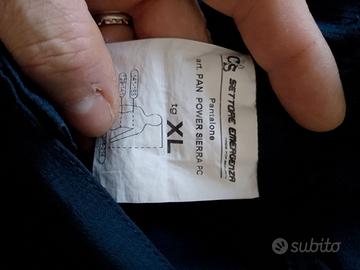 CS SETTORE EMERGENZA
Pantalone
art. PAN POWER SIERRA PC
tg XL
subito